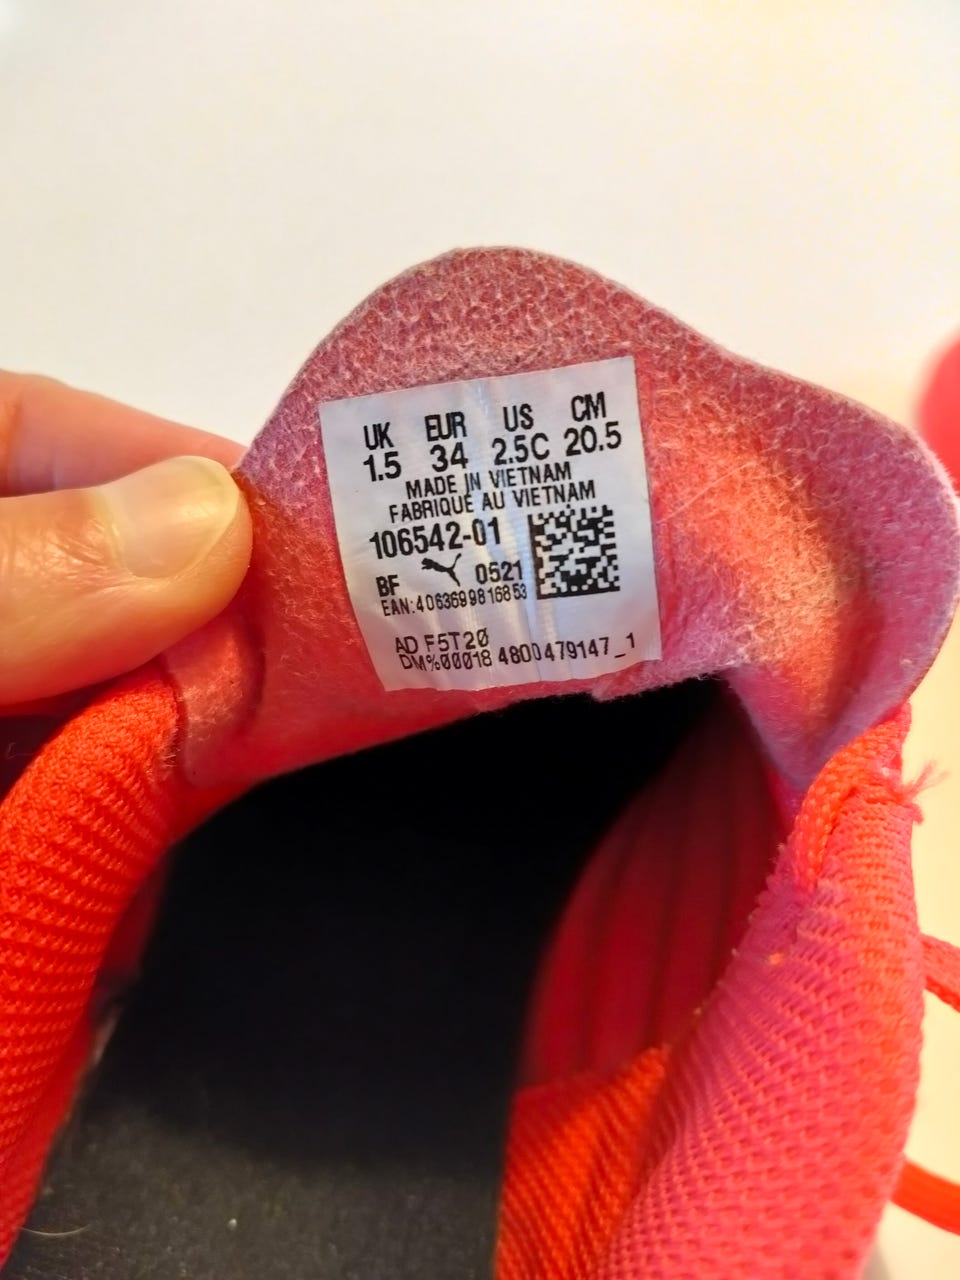 UK EUR US CM
1.5 34 2.5C 20.5
MADE IN VIETNAM
FABRIQUE AU VIETNAM
106542-01
BF 0521
EAN:4063699816853
AD F5T20
DM%00018 4800479147_1